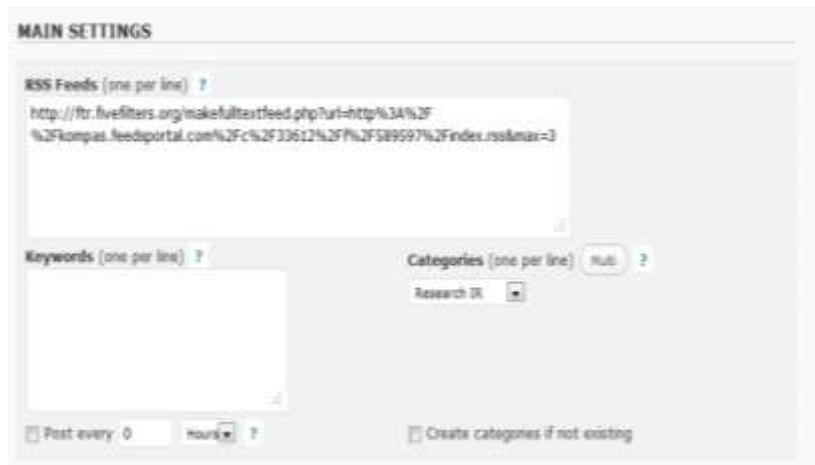 MAIN SETTINGS
RSS Feeds (one per line) ?
http://ftr.fivefilters.org/makefulltextfeed.php?url=http%3A%2F
%2Fkompas.feedsportal.com%2Fc%2F33612%2Ff%2F589597%2Findex.rss&max=3
Keywords (one per line) ?
Categories (one per line) Multi ?
Research IR
Post every 0 Hours ?
Create categories if not existing